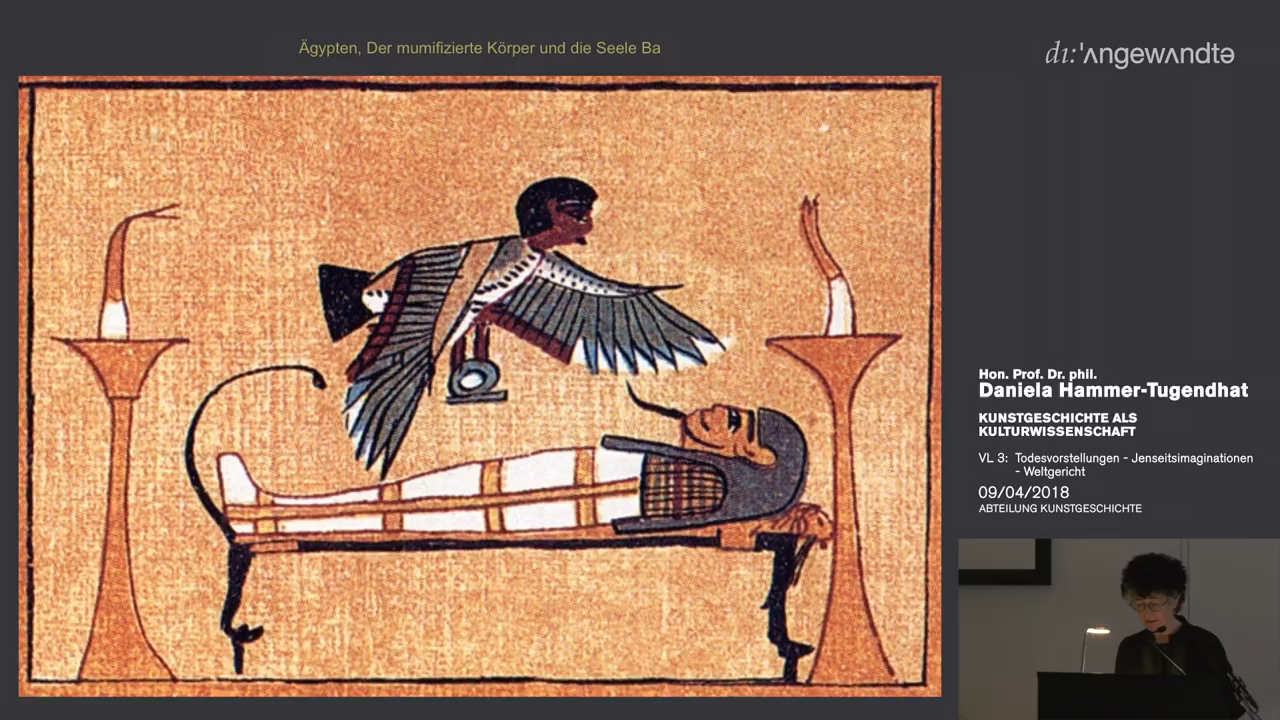 Ägypten, Der mumifizierte Körper und die Seele Ba
dı:'ʌngewʌndtə
Hon. Prof. Dr. phil.
Daniela Hammer-Tugendhat
KUNSTGESCHICHTE ALS
KULTURWISSENSCHAFT
VL 3: Todesvorstellungen - Jenseitsimaginationen
- Weltgericht
09/04/2018
ABTEILUNG KUNSTGESCHICHTE